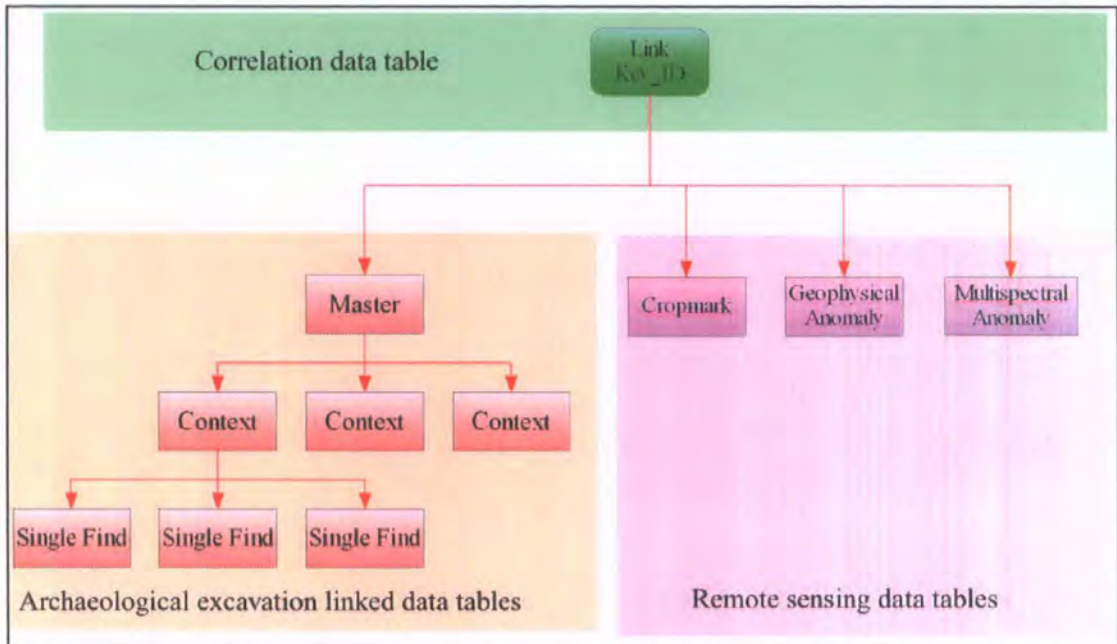 Correlation data table
Link
Key_ID
Master
Cropmark
Geophysical
Anomaly
Multispectral
Anomaly
Context Context Context
Single Find Single Find Single Find
Archaeological excavation linked data tables
Remote sensing data tables